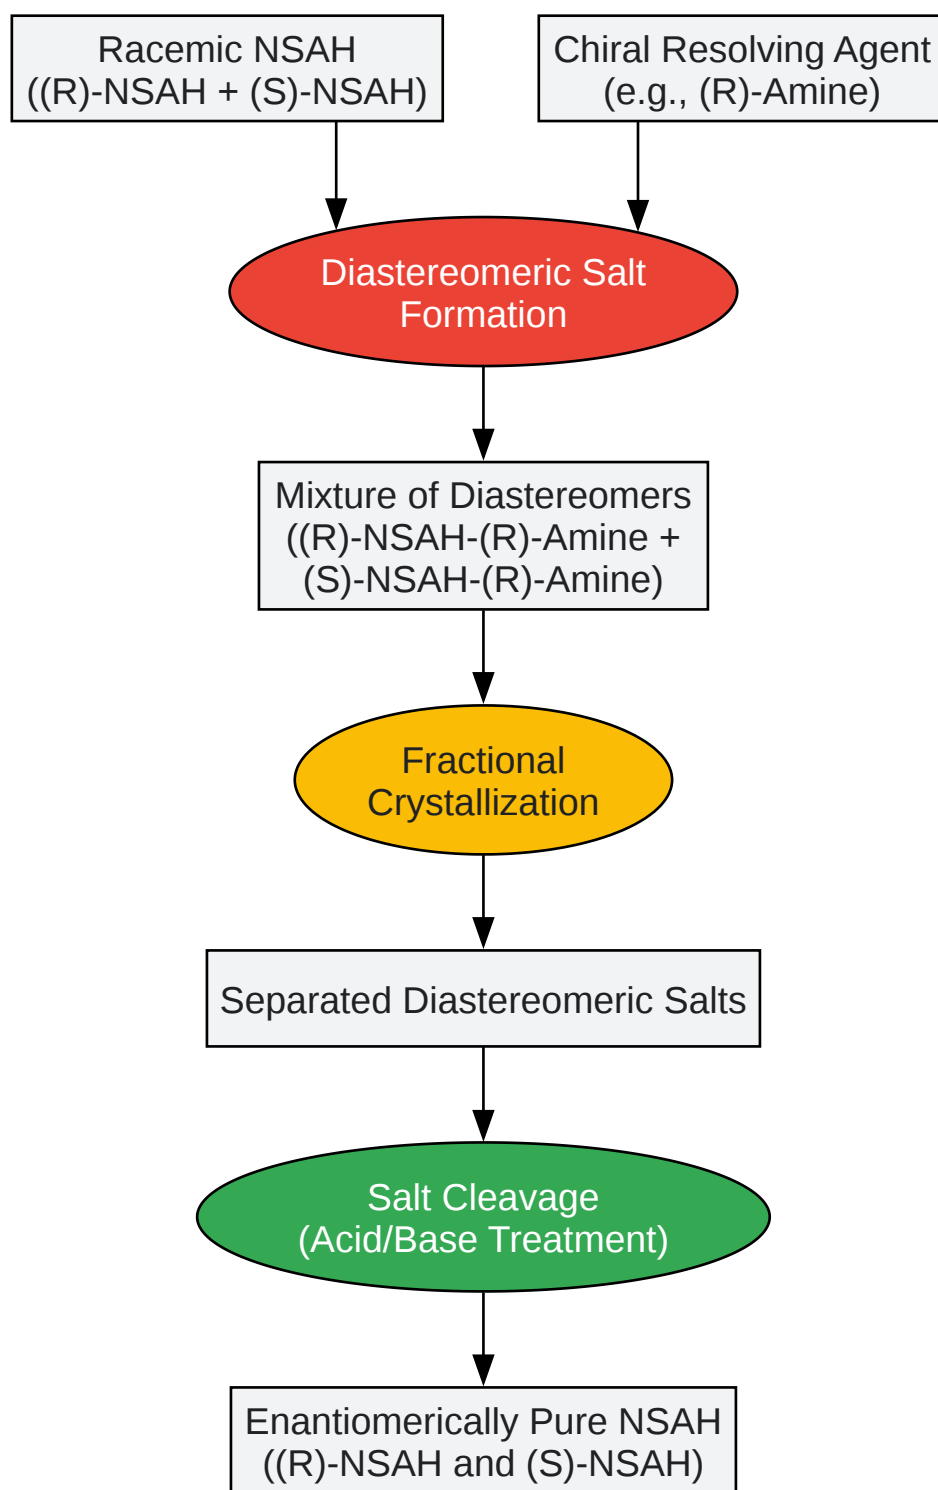 Racemic NSAH
((R)-NSAH + (S)-NSAH)
Chiral Resolving Agent
(e.g., (R)-Amine)
Diastereomeric Salt
Formation
Mixture of Diastereomers
((R)-NSAH-(R)-Amine +
(S)-NSAH-(R)-Amine)
Fractional
Crystallization
Separated Diastereomeric Salts
Salt Cleavage
(Acid/Base Treatment)
Enantiomerically Pure NSAH
((R)-NSAH and (S)-NSAH)